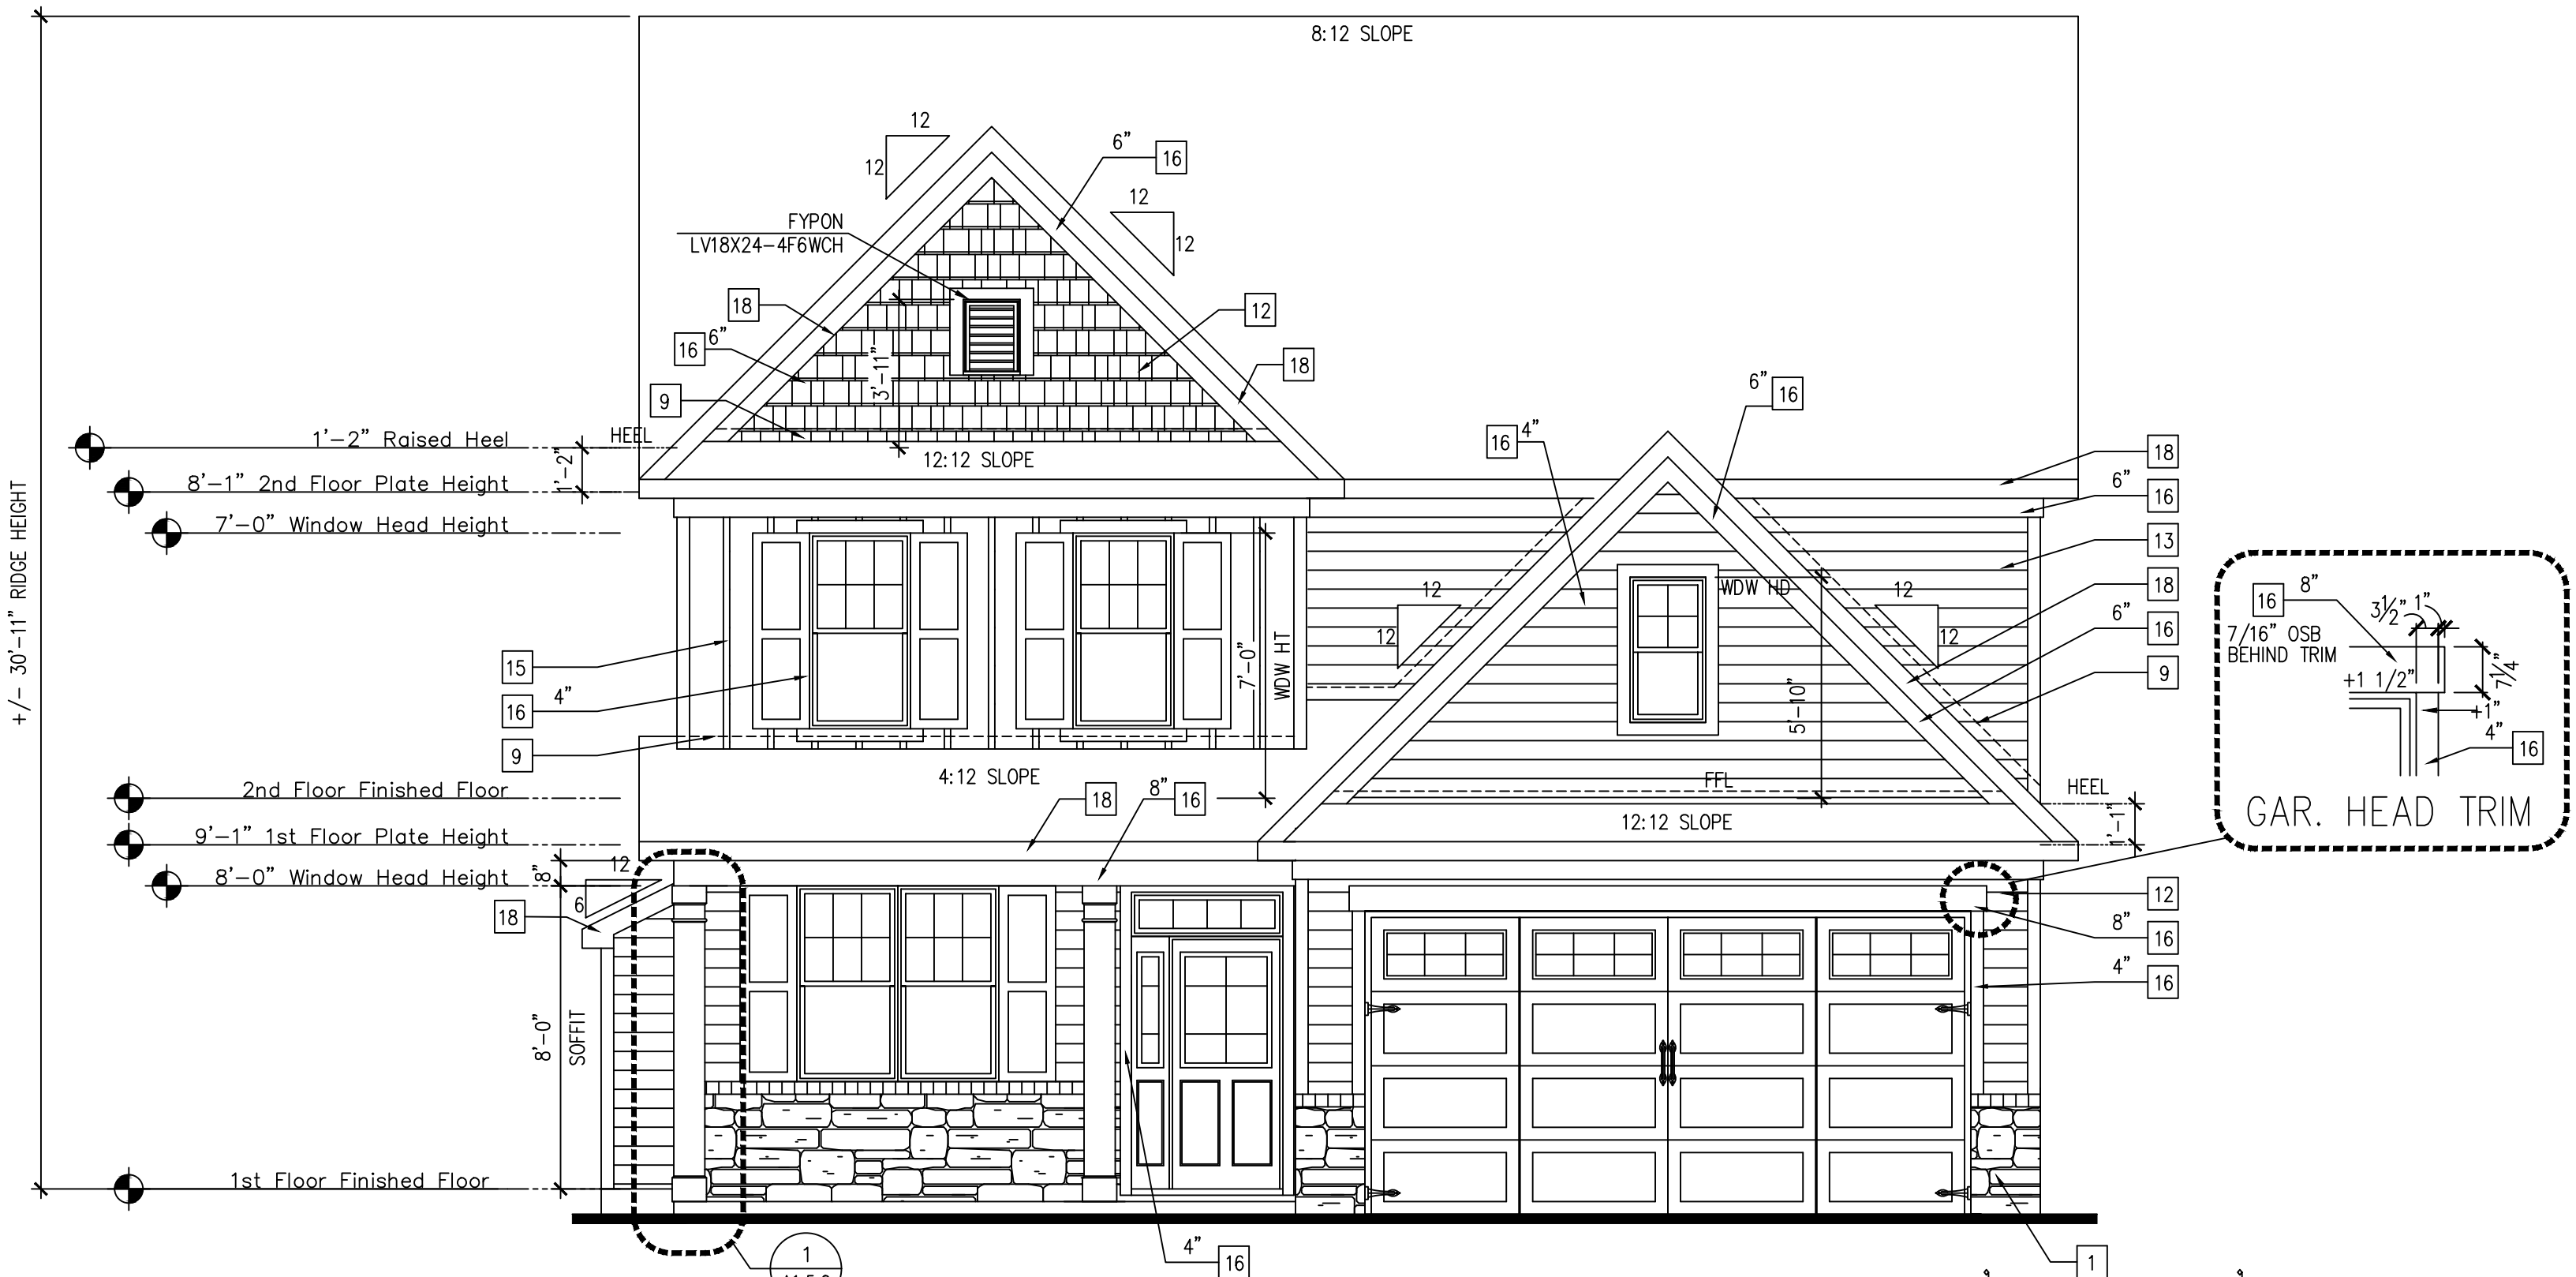 8:12 SLOPE
12
12
6” 16
12
12
FYPON
LV18X24-4F6WCH
18
12
16 6”
3'-11”
18
9
6” 16
16 4”
1'-2” Raised Heel
HEEL
1'-2”
12:12 SLOPE
18
8'-1” 2nd Floor Plate Height
6”
16
7'-0” Window Head Height
13
+/- 30'-11” RIDGE HEIGHT
WDW HD
12
12
12
12
18
6”
16
15
7'-0”
WDW HT
9
4”
16
5'-10”
9
16 8”
3½” 1”
7/16” OSB
BEHIND TRIM
+1 1/2”
7¼”
+1”
4”
16
GAR. HEAD TRIM
4:12 SLOPE
2nd Floor Finished Floor
18
8” 16
FFL
HEEL
12:12 SLOPE
1'-1”
9'-1” 1st Floor Plate Height
12
6
8”
8'-0” Window Head Height
18
12
8”
16
4”
16
8'-0”
SOFFIT
1st Floor Finished Floor
1
4”
16
1